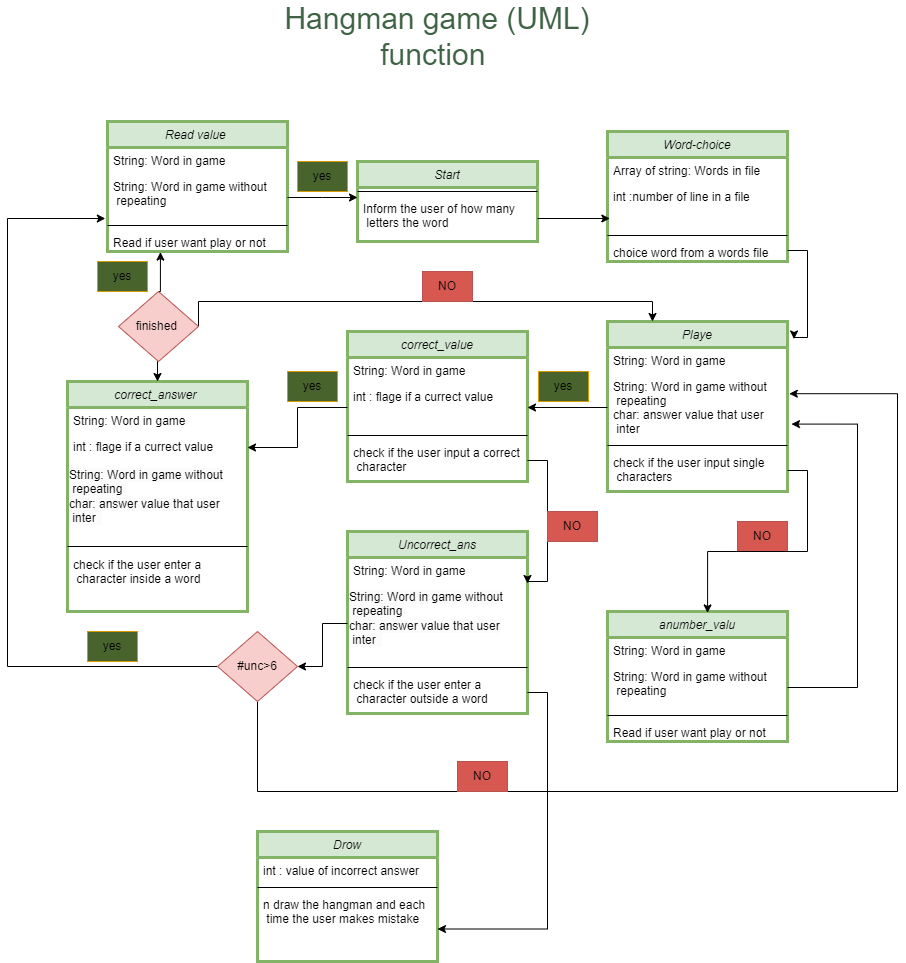 Hangman game (UML)
function
Read value
String: Word in game
String: Word in game without
repeating
Read if user want play or not
yes
Start
Inform the user of how many
letters the word
Word-choice
Array of string: Words in file
int :number of line in a file
choice word from a words file
yes
finished
NO
correct_answer
String: Word in game
int : flage if a currect value
String: Word in game without
repeating
char: answer value that user
inter
check if the user enter a
character inside a word
yes
correct_value
String: Word in game
int : flage if a currect value
check if the user input a correct
character
yes
Playe
String: Word in game
String: Word in game without
repeating
char: answer value that user
inter
check if the user input single
characters
NO
NO
Uncorrect_ans
String: Word in game
String: Word in game without
repeating
char: answer value that user
inter
check if the user enter a
character outside a word
anumber_valu
String: Word in game
String: Word in game without
repeating
Read if user want play or not
yes
#unc>6
NO
Drow
int : value of incorrect answer
n draw the hangman and each
time the user makes mistake